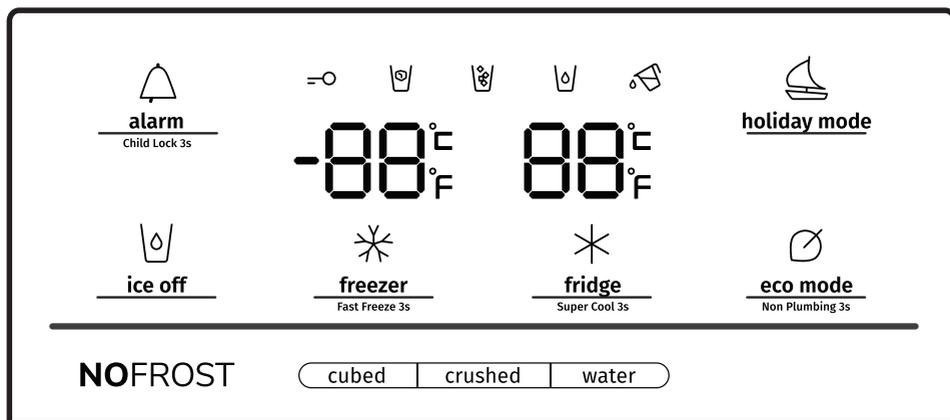 alarm
Child Lock 3s
holiday mode
-88 °C °F
88 °C °F
ice off
freezer
Fast Freeze 3s
fridge
Super Cool 3s
eco mode
Non Plumbing 3s
NOFROST
cubed crushed water